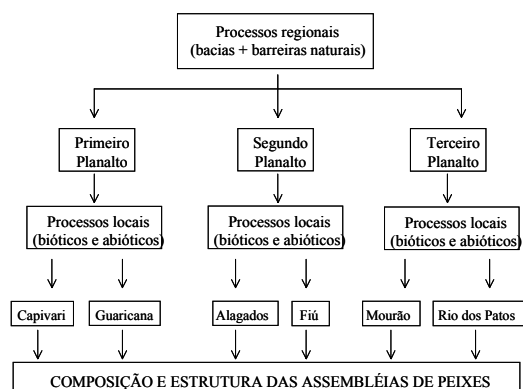 Processos regionais
(bacias + barreiras naturais)
Primeiro
Planalto
Segundo
Planalto
Terceiro
Planalto
Processos locais
(bióticos e abióticos)
Processos locais
(bióticos e abióticos)
Processos locais
(bióticos e abióticos)
Capivari
Guaricana
Alagados
Fiú
Mourão
Rio dos Patos
COMPOSIÇÃO E ESTRUTURA DAS ASSEMBLÉIAS DE PEIXES